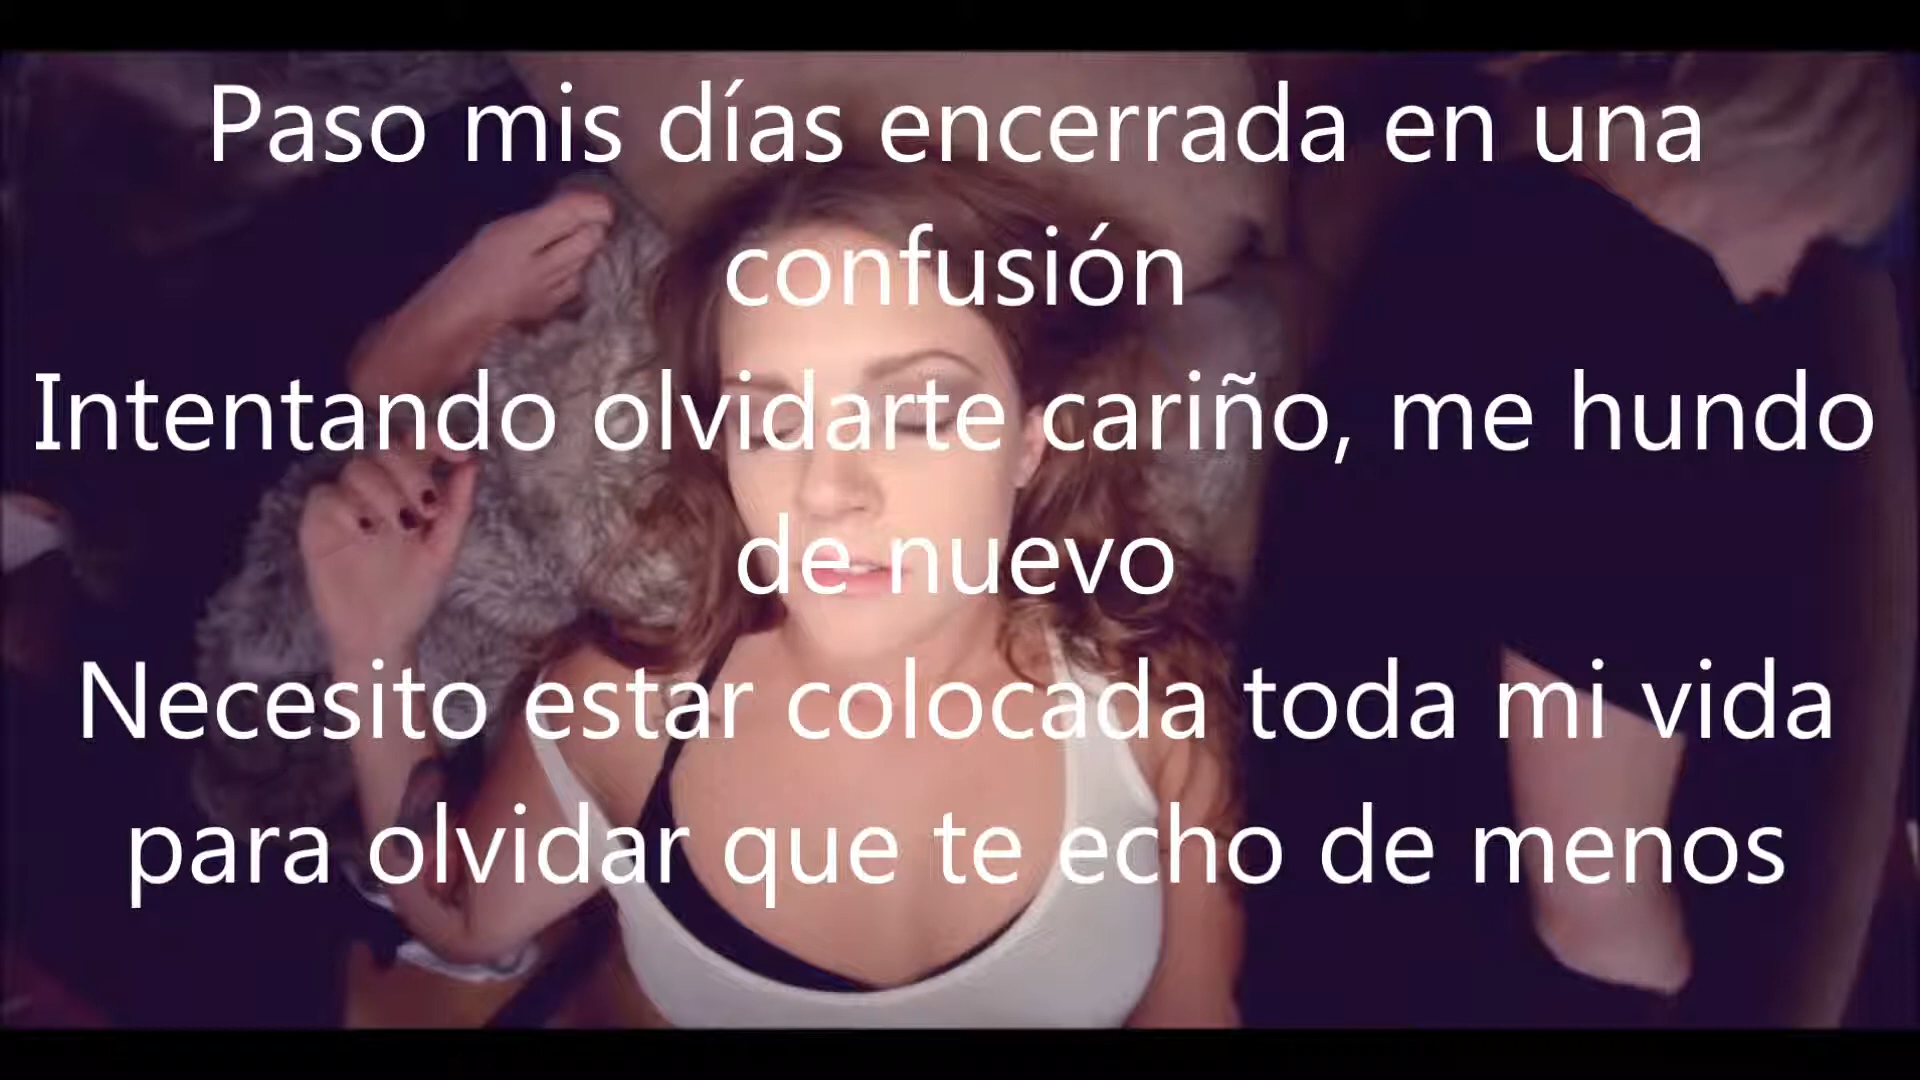 Paso mis días encerrada en una
confusión
Intentando olvidarte cariño, me hundo
de nuevo
Necesito estar colocada toda mi vida
para olvidar que te echo de menos